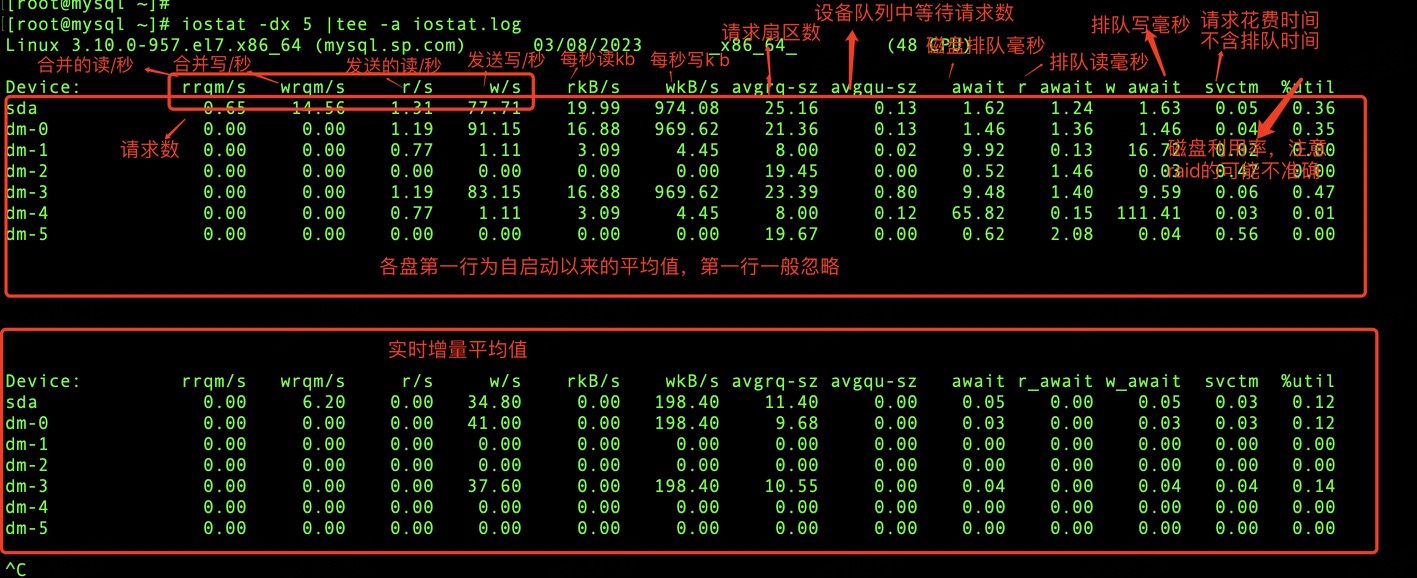 [root@mysql ~]#
[root@mysql ~]# iostat -dx 5 |tee -a iostat.log
设备队列中等待请求数
请求扇区数
排队写毫秒
请求花费时间
不含排队时间
Linux 3.10.0-957.el7.x86_64 (mysql.sp.com) 03/08/2023 _x86_64_ (48 CPU)
磁盘排队毫秒
合并的读/秒 合并写/秒 发送的读/秒 发送写/秒 每秒读kb 每秒写kb 排队读毫秒
Device: rrqm/s wrqm/s r/s w/s rkB/s wkB/s avgrq-sz avgqu-sz await r_await w_await svctm %util
sda 0.65 14.56 1.31 77.71 19.99 974.08 25.16 0.13 1.62 1.24 1.63 0.05 0.36
dm-0 0.00 0.00 1.19 91.15 16.88 969.62 21.36 0.13 1.46 1.36 1.46 0.04 0.35
请求数
dm-1 0.00 0.00 0.77 1.11 3.09 4.45 8.00 0.02 9.92 0.13 16.72 0.02 0.00
磁盘利用率，注意
raid的可能不准确
dm-2 0.00 0.00 0.00 0.00 0.00 0.00 19.45 0.00 0.52 1.46 0.03 0.47 0.00
dm-3 0.00 0.00 1.19 83.15 16.88 969.62 23.39 0.80 9.48 1.40 9.59 0.06 0.47
dm-4 0.00 0.00 0.77 1.11 3.09 4.45 8.00 0.12 65.82 0.15 111.41 0.03 0.01
dm-5 0.00 0.00 0.00 0.00 0.00 0.00 19.67 0.00 0.62 2.08 0.04 0.56 0.00
各盘第一行为自启动以来的平均值，第一行一般忽略
实时增量平均值
Device: rrqm/s wrqm/s r/s w/s rkB/s wkB/s avgrq-sz avgqu-sz await r_await w_await svctm %util
sda 0.00 6.20 0.00 34.80 0.00 198.40 11.40 0.00 0.05 0.00 0.05 0.03 0.12
dm-0 0.00 0.00 0.00 41.00 0.00 198.40 9.68 0.00 0.03 0.00 0.03 0.03 0.12
dm-1 0.00 0.00 0.00 0.00 0.00 0.00 0.00 0.00 0.00 0.00 0.00 0.00 0.00
dm-2 0.00 0.00 0.00 0.00 0.00 0.00 0.00 0.00 0.00 0.00 0.00 0.00 0.00
dm-3 0.00 0.00 0.00 37.60 0.00 198.40 10.55 0.00 0.04 0.00 0.04 0.04 0.14
dm-4 0.00 0.00 0.00 0.00 0.00 0.00 0.00 0.00 0.00 0.00 0.00 0.00 0.00
dm-5 0.00 0.00 0.00 0.00 0.00 0.00 0.00 0.00 0.00 0.00 0.00 0.00 0.00
^C